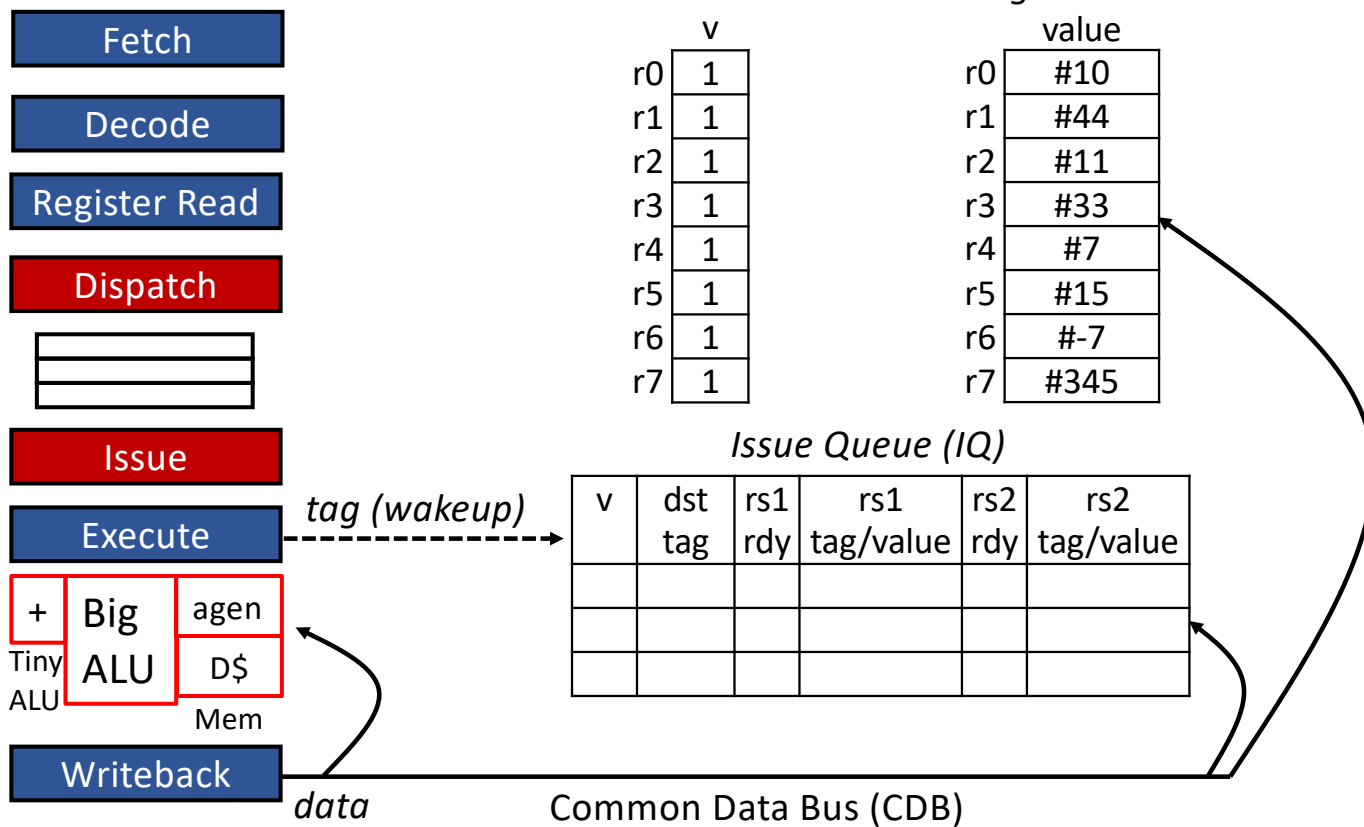 Fetch
Decode
Register Read
Dispatch
Issue
Execute
+ Big ALU agen D$
Tiny ALU
Mem
Writeback
v
r0 1
r1 1
r2 1
r3 1
r4 1
r5 1
r6 1
r7 1
value
r0 #10
r1 #44
r2 #11
r3 #33
r4 #7
r5 #15
r6 #-7
r7 #345
Issue Queue (IQ)
tag (wakeup)
v dst rs1 rs1 rs2 rs2
tag rdy tag/value rdy tag/value
data
Common Data Bus (CDB)